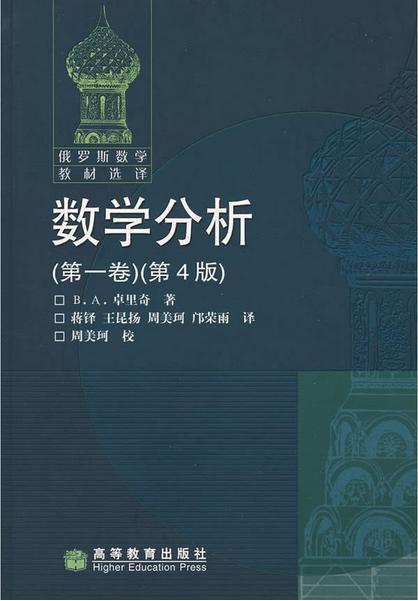 俄罗斯数学
教材选译
数学分析
(第一卷)(第4版)
□ B.A.卓里奇 著
□ 蒋铎 王昆扬 周美珂 邝荣雨 译
□ 周美珂 校
高等教育出版社
Higher Education Press